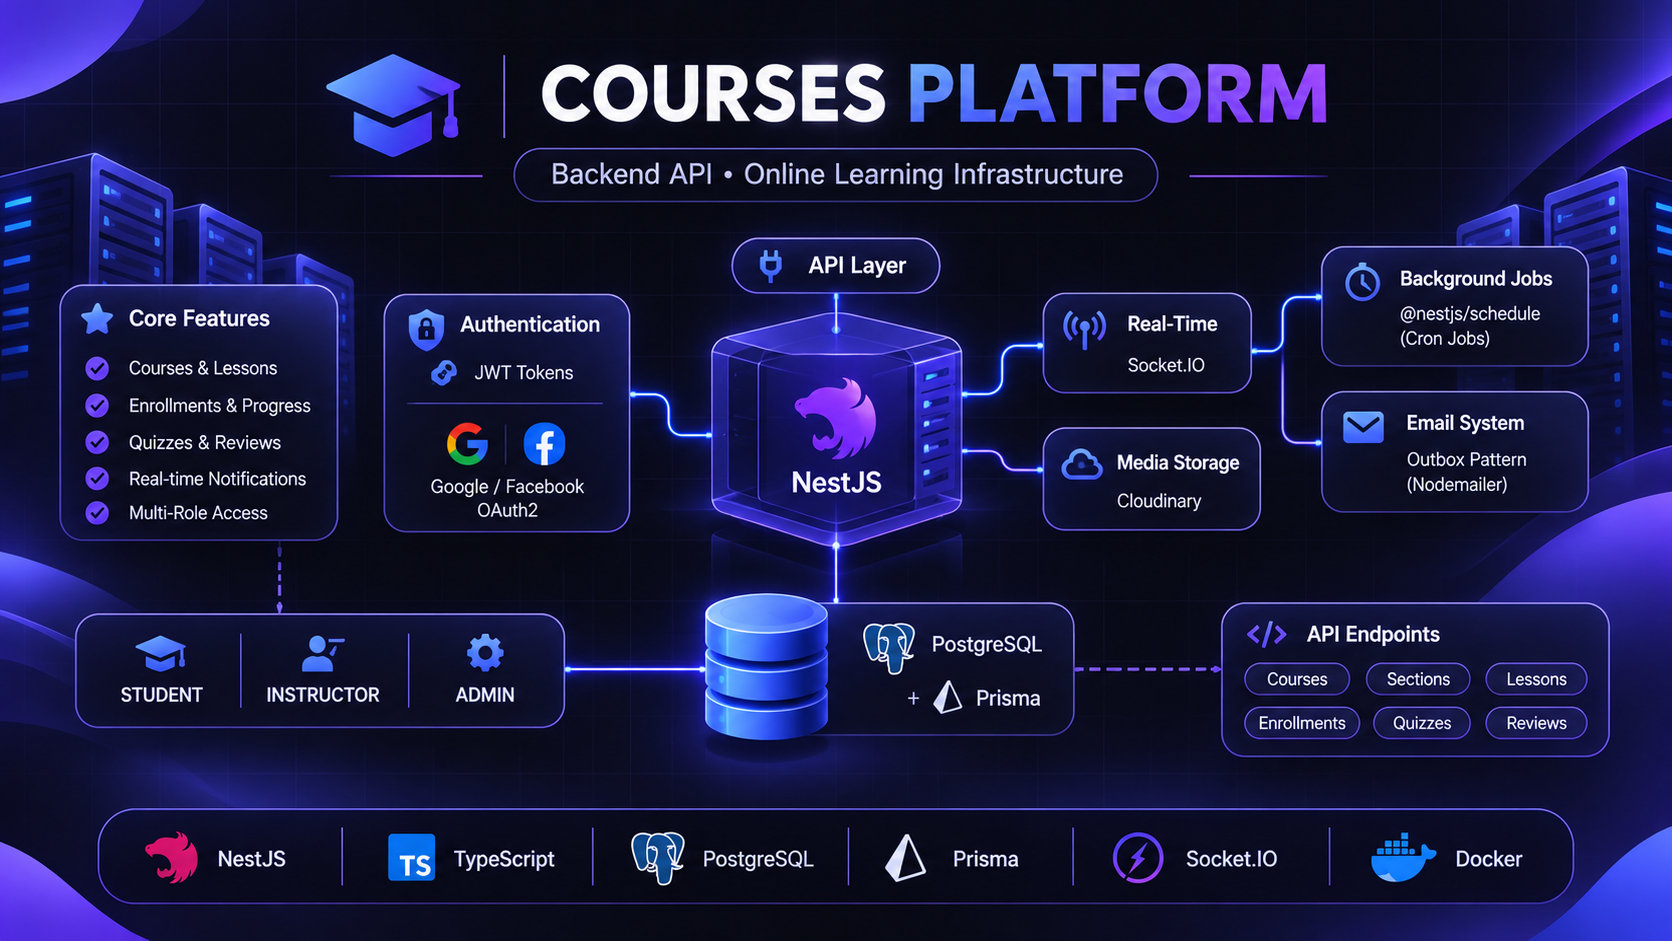 COURSES PLATFORM
Backend API • Online Learning Infrastructure
API Layer
Core Features
Courses & Lessons
Enrollments & Progress
Quizzes & Reviews
Real-time Notifications
Multi-Role Access
Authentication
JWT Tokens
Google / Facebook
OAuth2
NestJS
Real-Time
Socket.IO
Media Storage
Cloudinary
Background Jobs
@nestjs/schedule
(Cron Jobs)
Email System
Outbox Pattern
(Nodemailer)
STUDENT
INSTRUCTOR
ADMIN
PostgreSQL
+ Prisma
</> API Endpoints
Courses
Sections
Lessons
Enrollments
Quizzes
Reviews
NestJS
TS TypeScript
PostgreSQL
Prisma
Socket.IO
Docker